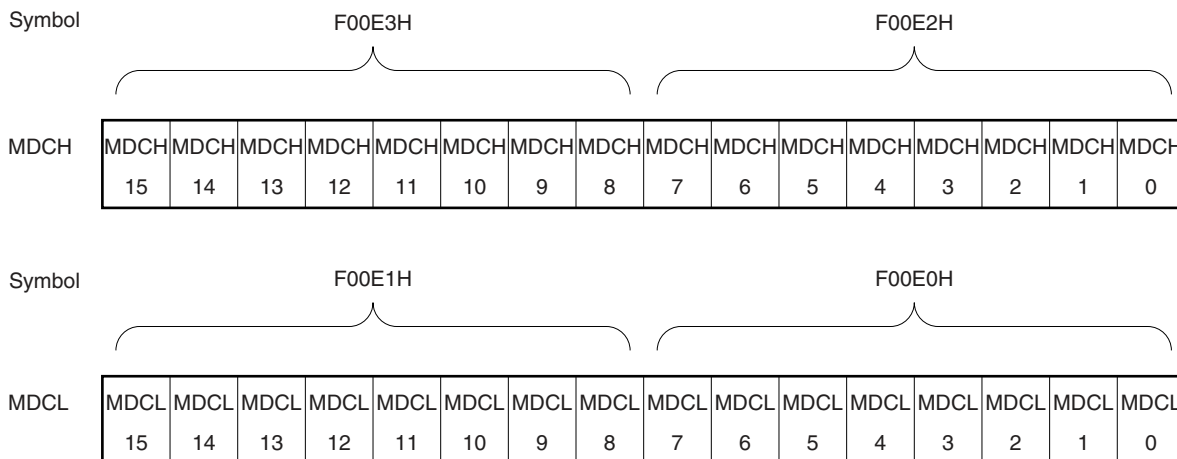 Symbol F00E3H F00E2H
MDCH MDCH MDCH MDCH MDCH MDCH MDCH MDCH MDCH MDCH MDCH MDCH MDCH MDCH MDCH MDCH MDCH
15 14 13 12 11 10 9 8 7 6 5 4 3 2 1 0
Symbol F00E1H F00E0H
MDCL MDCL MDCL MDCL MDCL MDCL MDCL MDCL MDCL MDCL MDCL MDCL MDCL MDCL MDCL MDCL MDCL
15 14 13 12 11 10 9 8 7 6 5 4 3 2 1 0